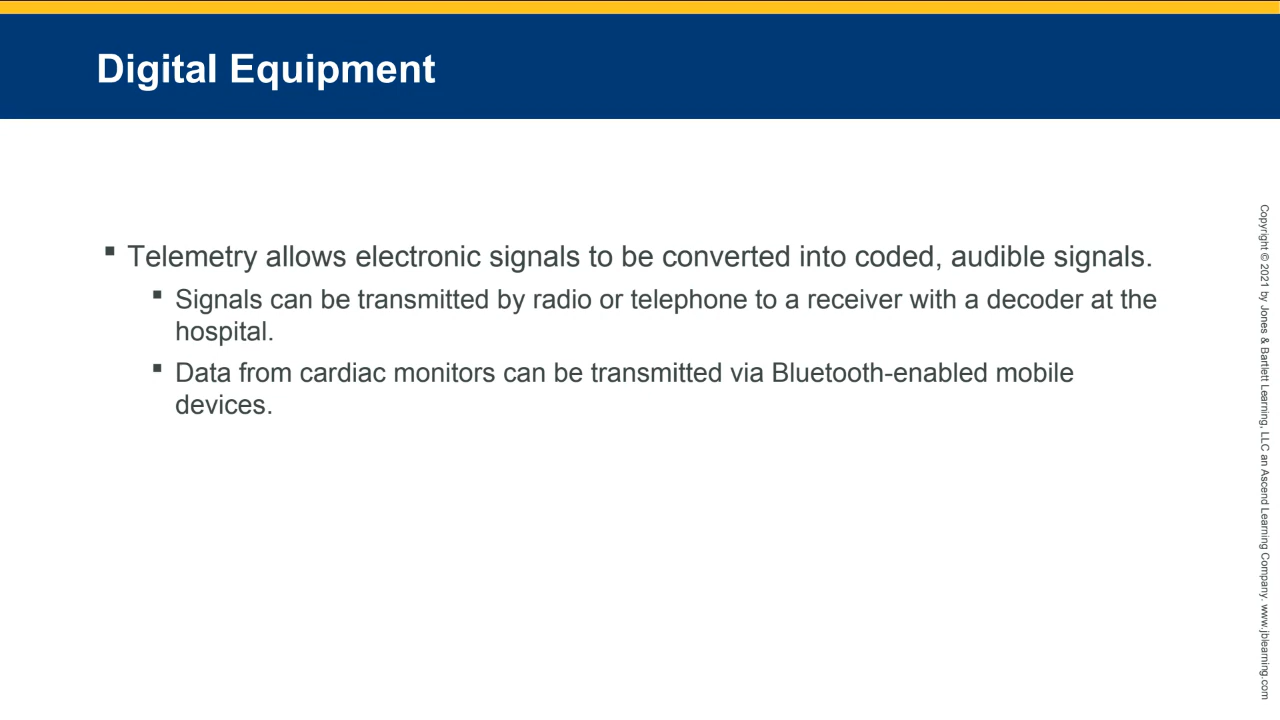 Digital Equipment
▪ Telemetry allows electronic signals to be converted into coded, audible signals.
▪ Signals can be transmitted by radio or telephone to a receiver with a decoder at the
hospital.
▪ Data from cardiac monitors can be transmitted via Bluetooth-enabled mobile
devices.
Copyright © 2021 by Jones & Bartlett Learning, LLC an Ascend Learning Company. www.jblearning.com